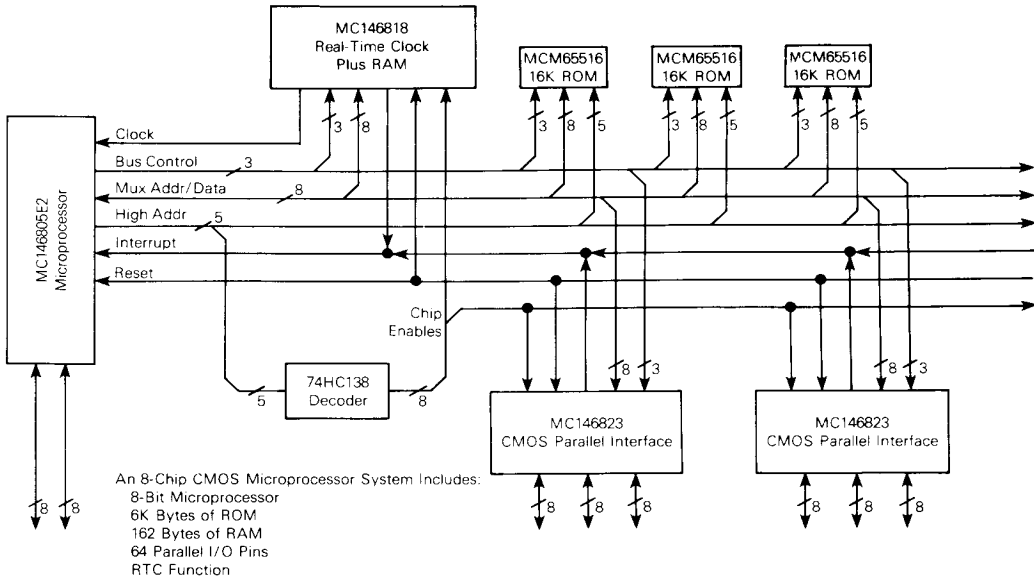 MC146818
Real-Time Clock
Plus RAM
MCM65516
16K ROM
MCM65516
16K ROM
MCM65516
16K ROM
3
8
3
8
5
3
8
5
3
8
5
MC146805E2
Microprocessor
Clock
Bus Control
3
Mux Addr/Data
8
High Addr
5
Interrupt
Reset
Chip
Enables
5
74HC138
Decoder
8
8
3
8
3
MC146823
CMOS Parallel Interface
MC146823
CMOS Parallel Interface
8
8
8
8
8
8
8
8
An 8-Chip CMOS Microprocessor System Includes:
8-Bit Microprocessor
6K Bytes of ROM
162 Bytes of RAM
64 Parallel I/O Pins
RTC Function